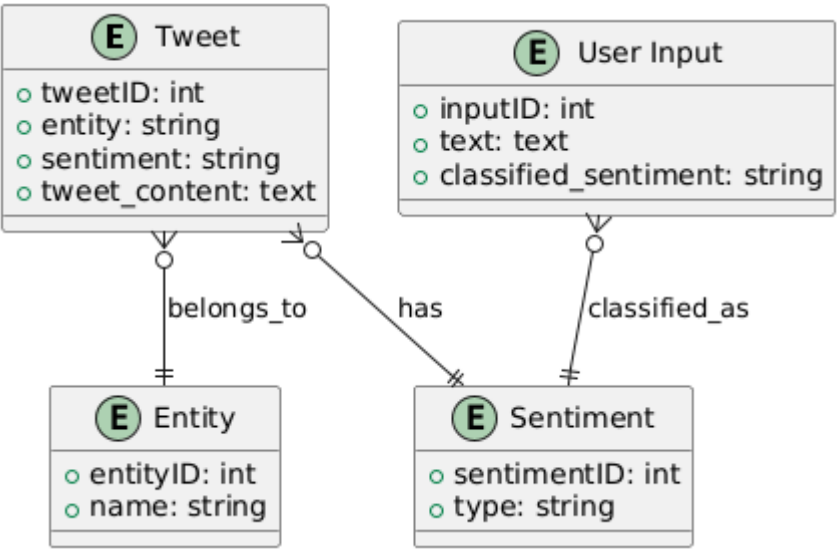 E Tweet
tweetID: int
entity: string
sentiment: string
tweet_content: text
E User Input
inputID: int
text: text
classified_sentiment: string
belongs_to
has
classified_as
E Entity
entityID: int
name: string
E Sentiment
sentimentID: int
type: string